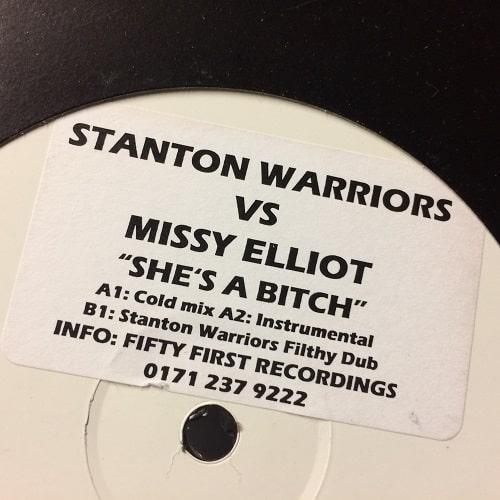 STANTON WARRIORS
VS
MISSY ELLIOT
"SHE'S A BITCH"
A1: Cold mix A2: Instrumental
B1: Stanton Warriors Filthy Dub
INFO: FIFTY FIRST RECORDINGS
0171 237 9222